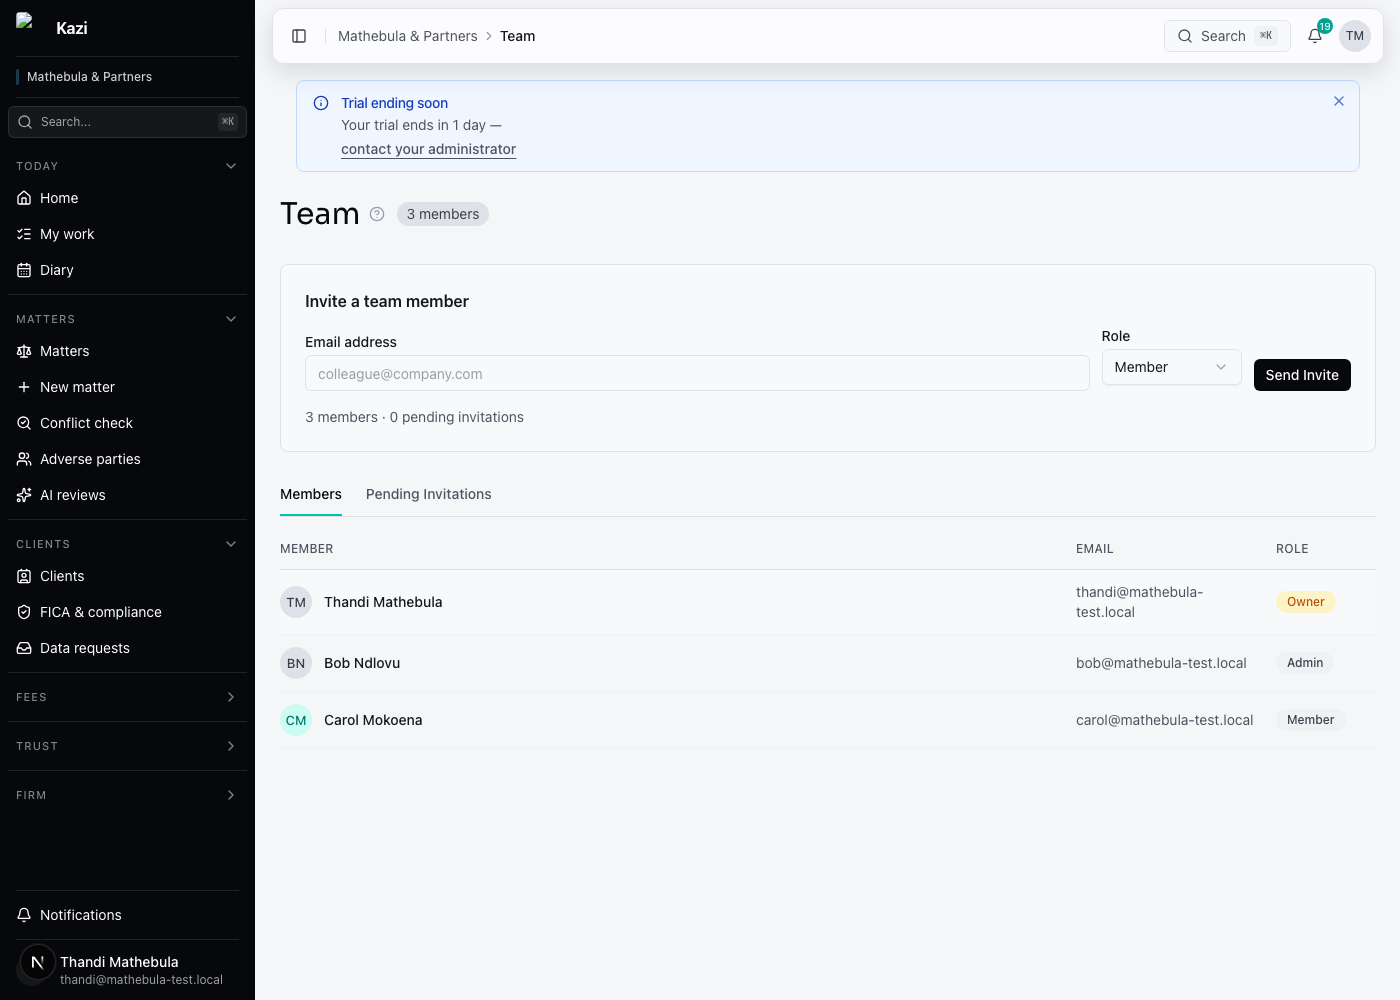 Kazi
Mathebula & Partners
Search...
⌘K
TODAY
Home
My work
Diary
MATTERS
Matters
New matter
Conflict check
Adverse parties
AI reviews
CLIENTS
Clients
FICA & compliance
Data requests
FEES
TRUST
FIRM
Notifications
N
Thandi Mathebula
thandi@mathebula-test.local
Mathebula & Partners
Team
Search
⌘K
19
TM
Trial ending soon
Your trial ends in 1 day —
contact your administrator
Team
3 members
Invite a team member
Email address
colleague@company.com
Role
Member
Send Invite
3 members · 0 pending invitations
Members
Pending Invitations
MEMBER
EMAIL
ROLE
TM
Thandi Mathebula
thandi@mathebula-
test.local
Owner
BN
Bob Ndlovu
bob@mathebula-test.local
Admin
CM
Carol Mokoena
carol@mathebula-test.local
Member